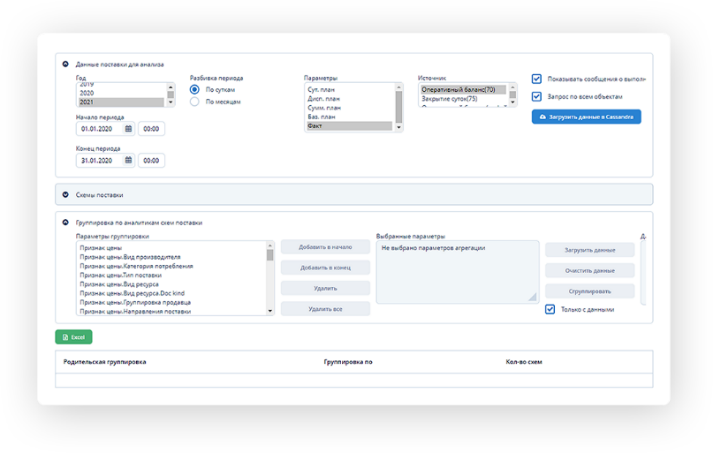 Данные поставки для анализа
Год
2019
2020
2021
Разбивка периода
По суткам
По месяцам
Параметры
Сут. план
Дисп. план
Сумм. план
Баз. план
Факт
Источник
Оперативный баланс(70)
Закрытие суток(75)
Показывать сообщения о выполн
Запрос по всем объектам
Загрузить данные в Cassandra
Начало периода
01.01.2020 00:00
Конец периода
31.01.2020 00:00
Схемы поставки
Группировка по аналитикам схем поставки
Параметры группировки
Признак цены
Признак цены.Вид производителя
Признак цены.Категория потребления
Признак цены.Тип поставки
Признак цены.Вид ресурса
Признак цены.Вид ресурса.Doc kind
Признак цены.Группировка продавца
Признак цены.Направления поставки
Добавить в начало
Добавить в конец
Удалить
Удалить все
Выбранные параметры
Не выбрано параметров агрегации
Загрузить данные
Очистить данные
Сгруппировать
Только с данными
Excel
Родительская группировка Группировка по Кол-во схем